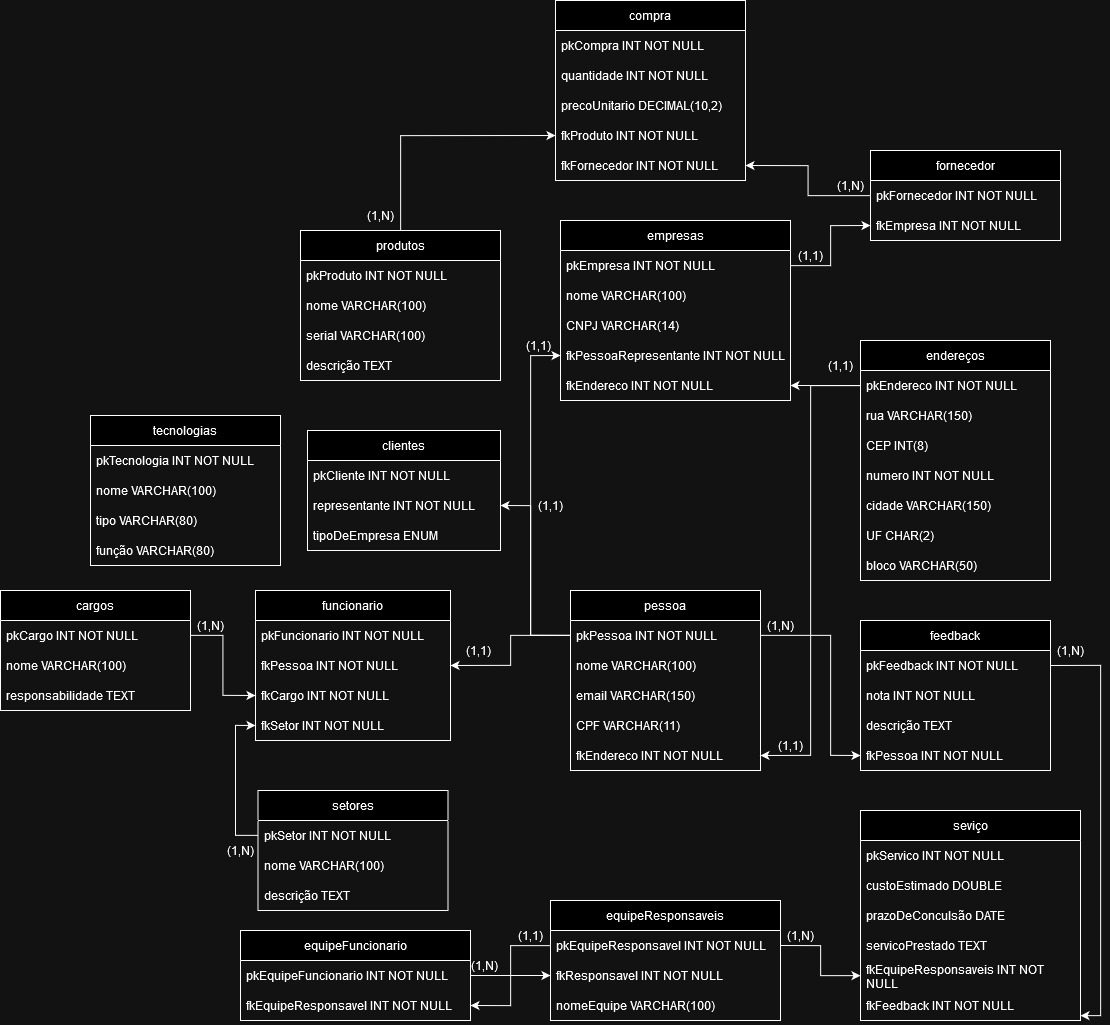 compra
pkCompra INT NOT NULL
quantidade INT NOT NULL
precoUnitario DECIMAL(10,2)
fkProduto INT NOT NULL
fkFornecedor INT NOT NULL
fornecedor
pkFornecedor INT NOT NULL
fkEmpresa INT NOT NULL
(1,N)
(1,N)
produtos
pkProduto INT NOT NULL
nome VARCHAR(100)
serial VARCHAR(100)
descrição TEXT
empresas
pkEmpresa INT NOT NULL
nome VARCHAR(100)
CNPJ VARCHAR(14)
fkPessoaRepresentante INT NOT NULL
fkEndereco INT NOT NULL
(1,1)
(1,1)
(1,1)
endereços
pkEndereco INT NOT NULL
rua VARCHAR(150)
CEP INT(8)
numero INT NOT NULL
cidade VARCHAR(150)
UF CHAR(2)
bloco VARCHAR(50)
tecnologias
pkTecnologia INT NOT NULL
nome VARCHAR(100)
tipo VARCHAR(80)
função VARCHAR(80)
clientes
pkCliente INT NOT NULL
representante INT NOT NULL
tipoDeEmpresa ENUM
(1,1)
cargos
pkCargo INT NOT NULL
nome VARCHAR(100)
responsabilidade TEXT
(1,N)
funcionario
pkFuncionario INT NOT NULL
fkPessoa INT NOT NULL
fkCargo INT NOT NULL
fkSetor INT NOT NULL
(1,1)
pessoa
pkPessoa INT NOT NULL
nome VARCHAR(100)
email VARCHAR(150)
CPF VARCHAR(11)
fkEndereco INT NOT NULL
(1,N)
(1,1)
feedback
pkFeedback INT NOT NULL
nota INT NOT NULL
descrição TEXT
fkPessoa INT NOT NULL
(1,N)
setores
pkSetor INT NOT NULL
nome VARCHAR(100)
descrição TEXT
(1,N)
seviço
pkServico INT NOT NULL
custoEstimado DOUBLE
prazoDeConculsão DATE
servicoPrestado TEXT
fkEquipeResponsaveis INT NOT
NULL
fkFeedback INT NOT NULL
equipeFuncionario
pkEquipeFuncionario INT NOT NULL
fkEquipeResponsavel INT NOT NULL
(1,1)
(1,N)
equipeResponsaveis
pkEquipeResponsavel INT NOT NULL
fkResponsavel INT NOT NULL
nomeEquipe VARCHAR(100)
(1,N)